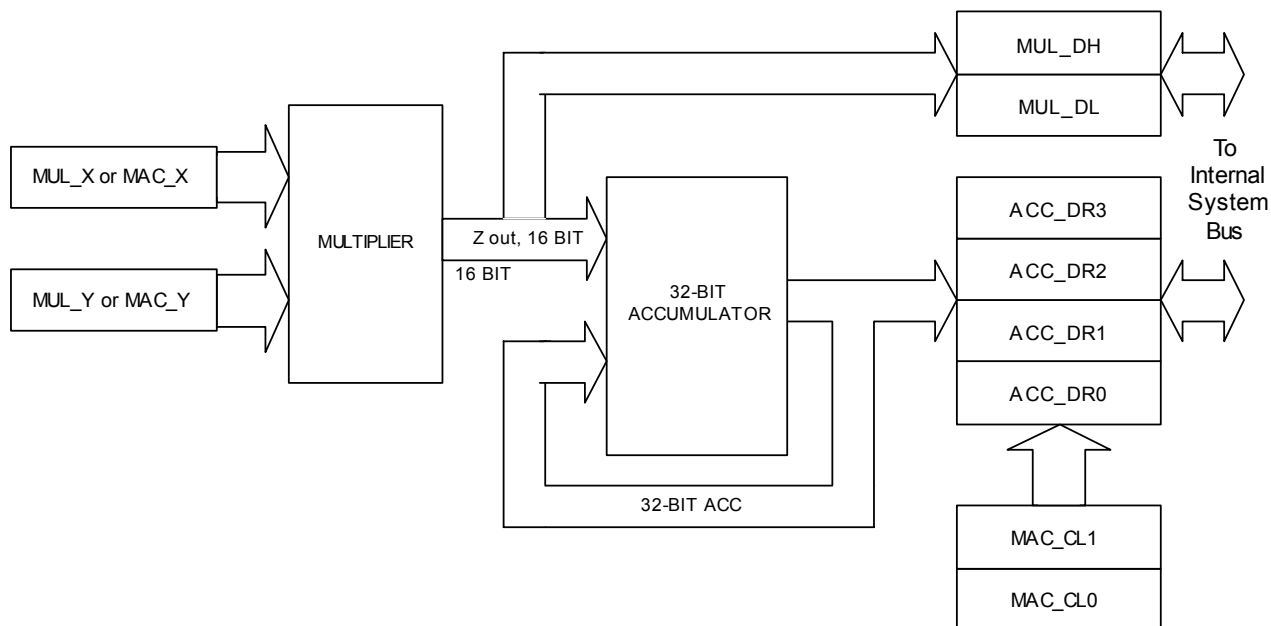 MUL_DH
MUL_DL
To
Internal
System
Bus
MUL_X or MAC_X
MUL_Y or MAC_Y
MULTIPLIER
Z out, 16 BIT
16 BIT
32-BIT
ACCUMULATOR
32-BIT ACC
ACC_DR3
ACC_DR2
ACC_DR1
ACC_DR0
MAC_CL1
MAC_CL0